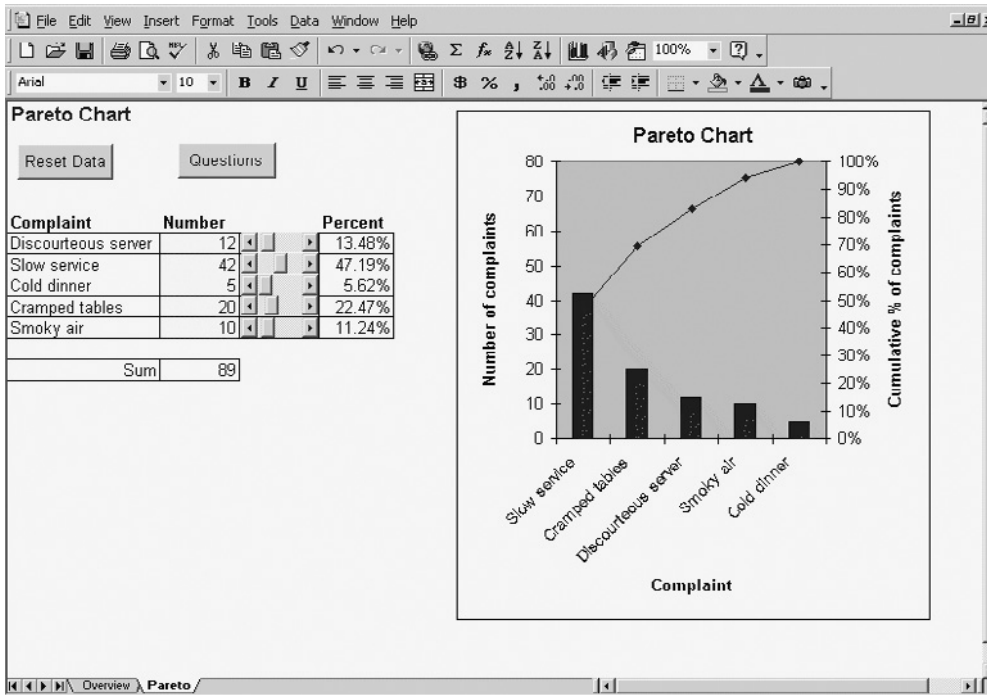 File Edit View Insert Format Tools Data Window Help
100%
Arial 10 B I U $ % ,
Pareto Chart
Reset Data Questions
Complaint Number Percent
Discourteous server 12 13.48%
Slow service 42 47.19%
Cold dinner 5 5.62%
Cramped tables 20 22.47%
Smoky air 10 11.24%
Sum 89
Pareto Chart
Number of complaints
80
70
60
50
40
30
20
10
0
100%
90%
80%
70%
60%
50%
40%
30%
20%
10%
0%
Cumulative % of complaints
Slow service
Cramped tables
Discourteous server
Smoky air
Cold dinner
Complaint
Overview Pareto